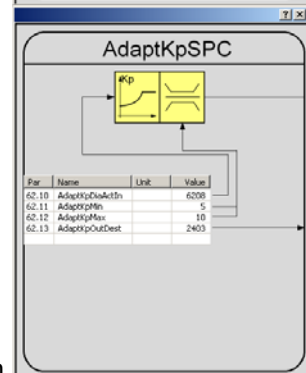 AdaptKpSPC
Kp
Par Name Unit Value
62.10 AdaptKpDiaActIn 6208
62.11 AdaptKpMin 5
62.12 AdaptKpMax 10
62.13 AdaptKpOutDest 2403